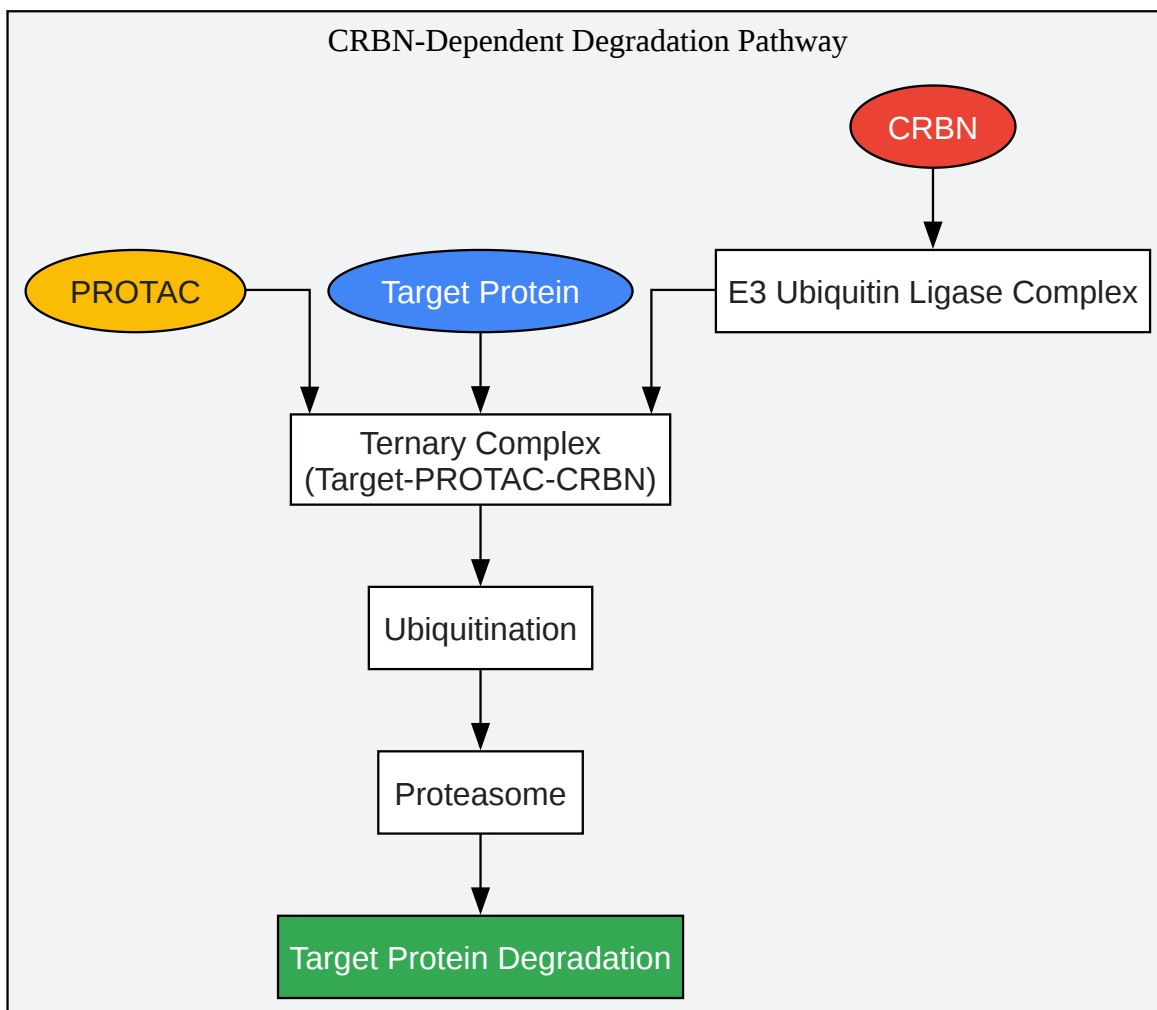 CRBN-Dependent Degradation Pathway
CRBN
PROTAC
Target Protein
E3 Ubiquitin Ligase Complex
Ternary Complex
(Target-PROTAC-CRBN)
Ubiquitination
Proteasome
Target Protein Degradation